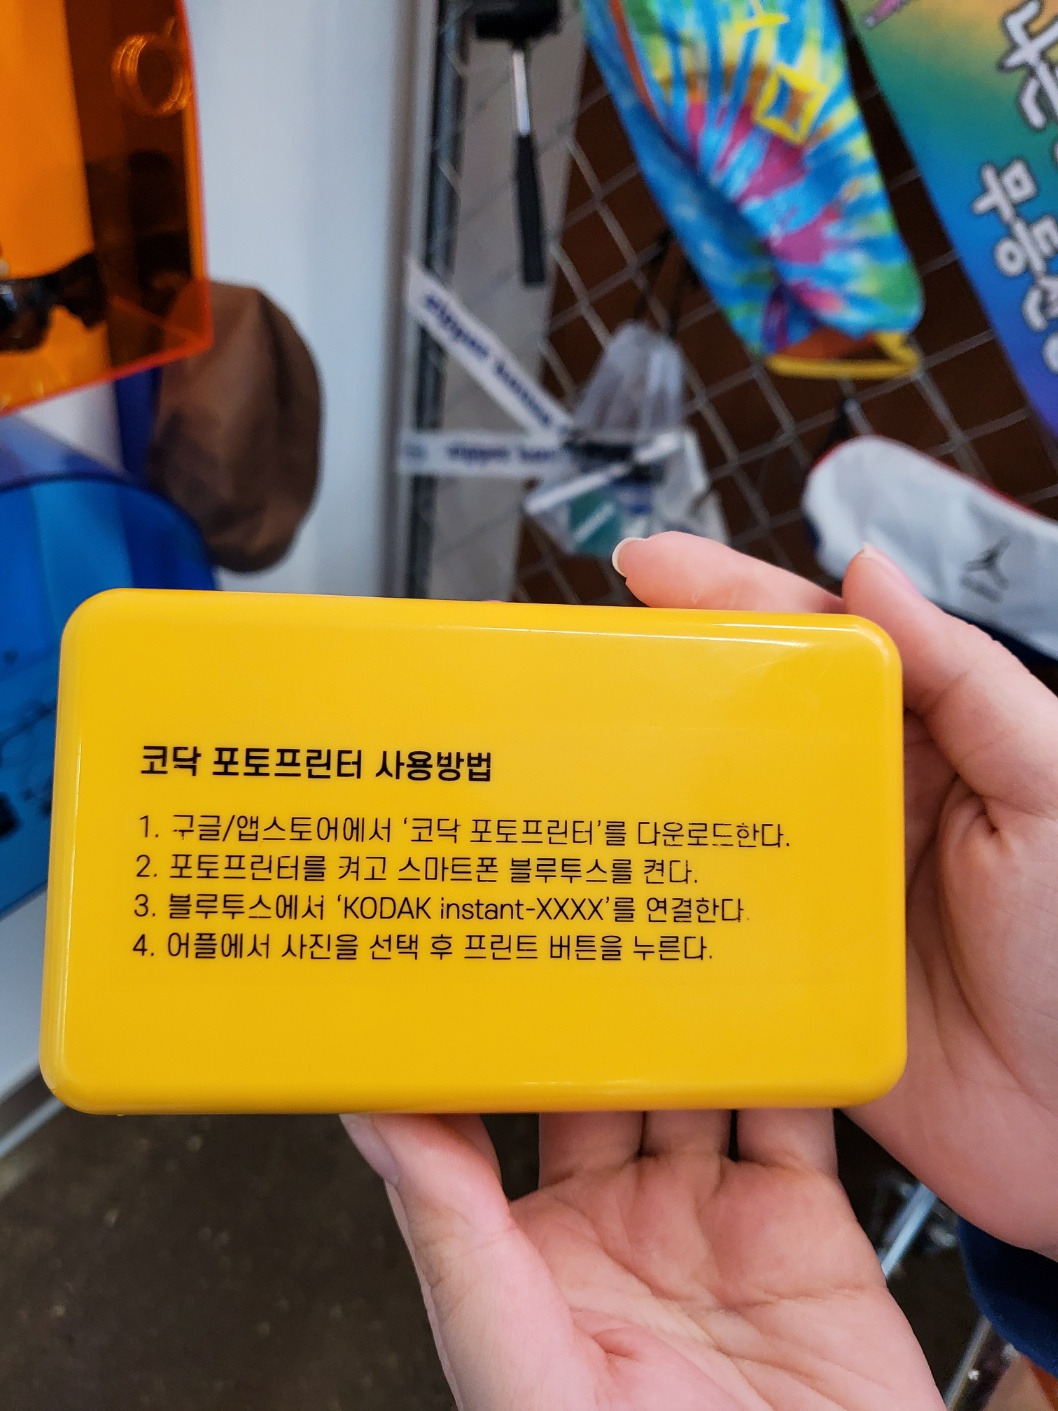 코닥 포토프린터 사용방법
1. 구글/앱스토어에서 '코닥 포토프린터'를 다운로드한다.
2. 포토프린터를 켜고 스마트폰 블루투스를 켠다.
3. 블루투스에서 'KODAK instant-XXXX'를 연결한다.
4. 어플에서 사진을 선택 후 프린트 버튼을 누른다.